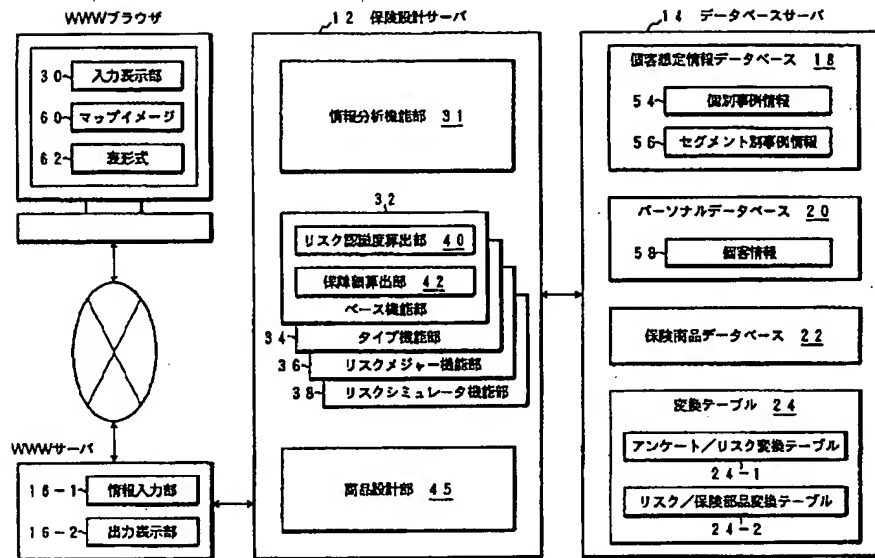 WWWブラウザ
30 入力表示部
60 マップイメージ
62 表形式
WWWサーバ
16-1 情報入力部
16-2 出力表示部
12 保険設計サーバ
情報分析機能部 31
32
リスク認識度算出部 40
保障額算出部 42
ベース機能部
34 タイプ機能部
36 リスクメジャー機能部
38 リスクシミュレータ機能部
商品設計部 45
14 データベースサーバ
個客想定情報データベース 18
54 個別事例情報
56 セグメント別事例情報
パーソナルデータベース 20
58 個客情報
保険商品データベース 22
変換テーブル 24
アンケート/リスク変換テーブル
24-1
リスク/保険部品変換テーブル
24-2